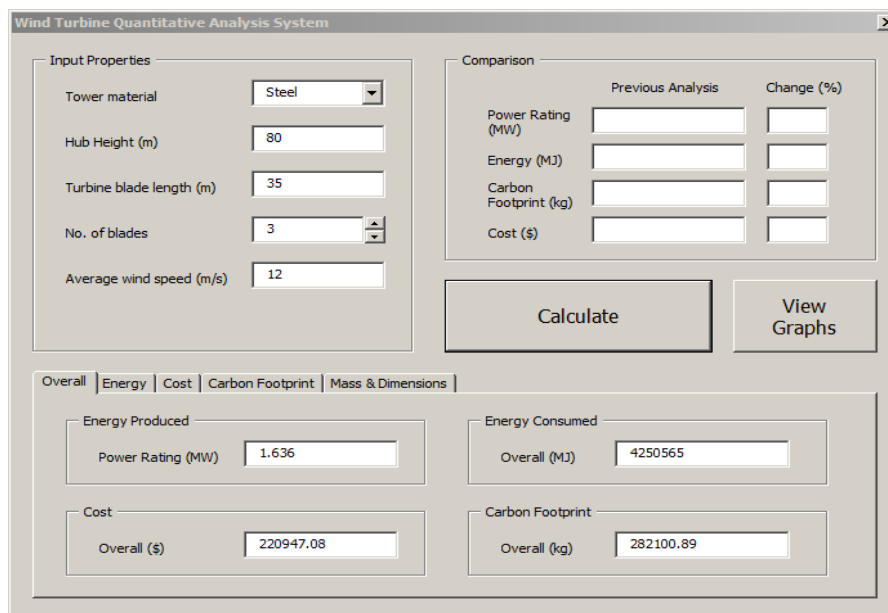 Wind Turbine Quantitative Analysis System
Input Properties
Tower material
Steel
Hub Height (m)
80
Turbine blade length (m)
35
No. of blades
3
Average wind speed (m/s)
12
Comparison
Previous Analysis
Change (%)
Power Rating
(MW)
Energy (MJ)
Carbon
Footprint (kg)
Cost ($)
Calculate
View
Graphs
Overall
Energy
Cost
Carbon Footprint
Mass & Dimensions
Energy Produced
Power Rating (MW)
1.636
Energy Consumed
Overall (MJ)
4250565
Cost
Overall ($)
220947.08
Carbon Footprint
Overall (kg)
282100.89